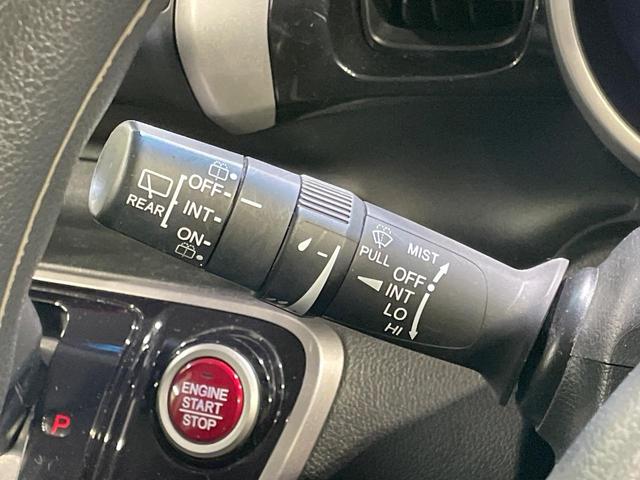 REAR
OFF
INT
ON
PULL
MIST
OFF
INT
LO
HI
ENGINE
START
STOP
P